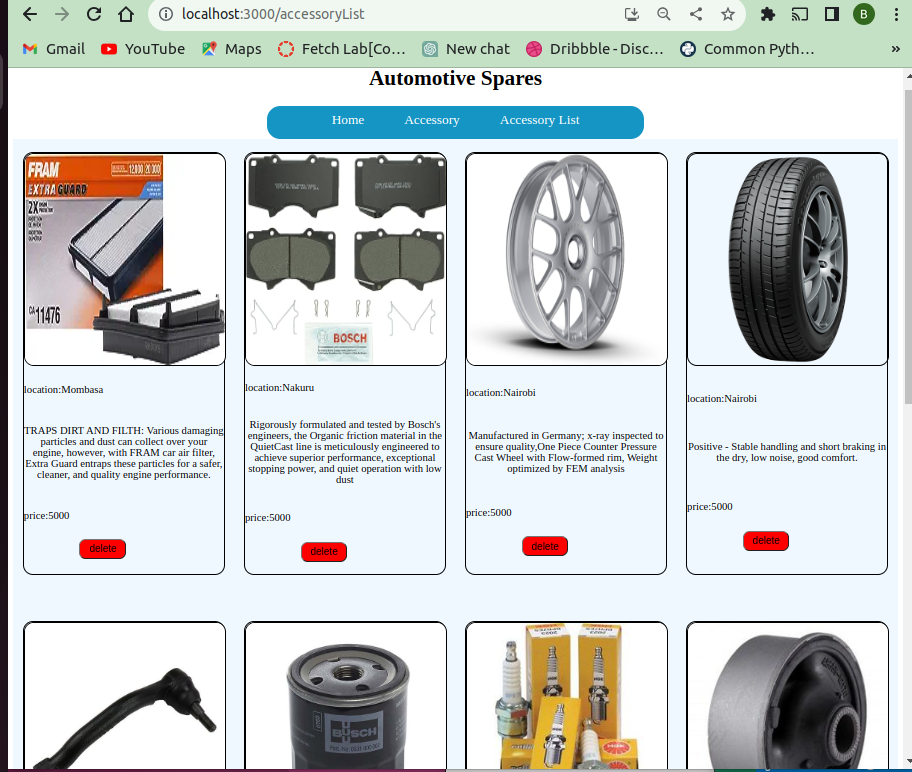 localhost:3000/accessoryList
B
Gmail
YouTube
Maps
Fetch Lab[Co…
New chat
Dribbble - Disc…
Common Pyth…
»
Automotive Spares
Home
Accessory
Accessory List
FRAM
EXTRA GUARD
2X
CA 11476
BOSCH
location:Mombasa
TRAPS DIRT AND FILTH: Various damaging
particles and dust can collect over your
engine, however, with FRAM car air filter,
Extra Guard entraps these particles for a safer,
cleaner, and quality engine performance.
price:5000
delete
location:Nakuru
Rigorously formulated and tested by Bosch's
engineers, the Organic friction material in the
QuietCast line is meticulously engineered to
achieve superior performance, exceptional
stopping power, and quiet operation with low
dust
price:5000
delete
location:Nairobi
Manufactured in Germany; x-ray inspected to
ensure quality,One Piece Counter Pressure
Cast Wheel with Flow-formed rim, Weight
optimized by FEM analysis
price:5000
delete
location:Nairobi
Positive - Stable handling and short braking in
the dry, low noise, good comfort.
price:5000
delete
BUSCH
NGK